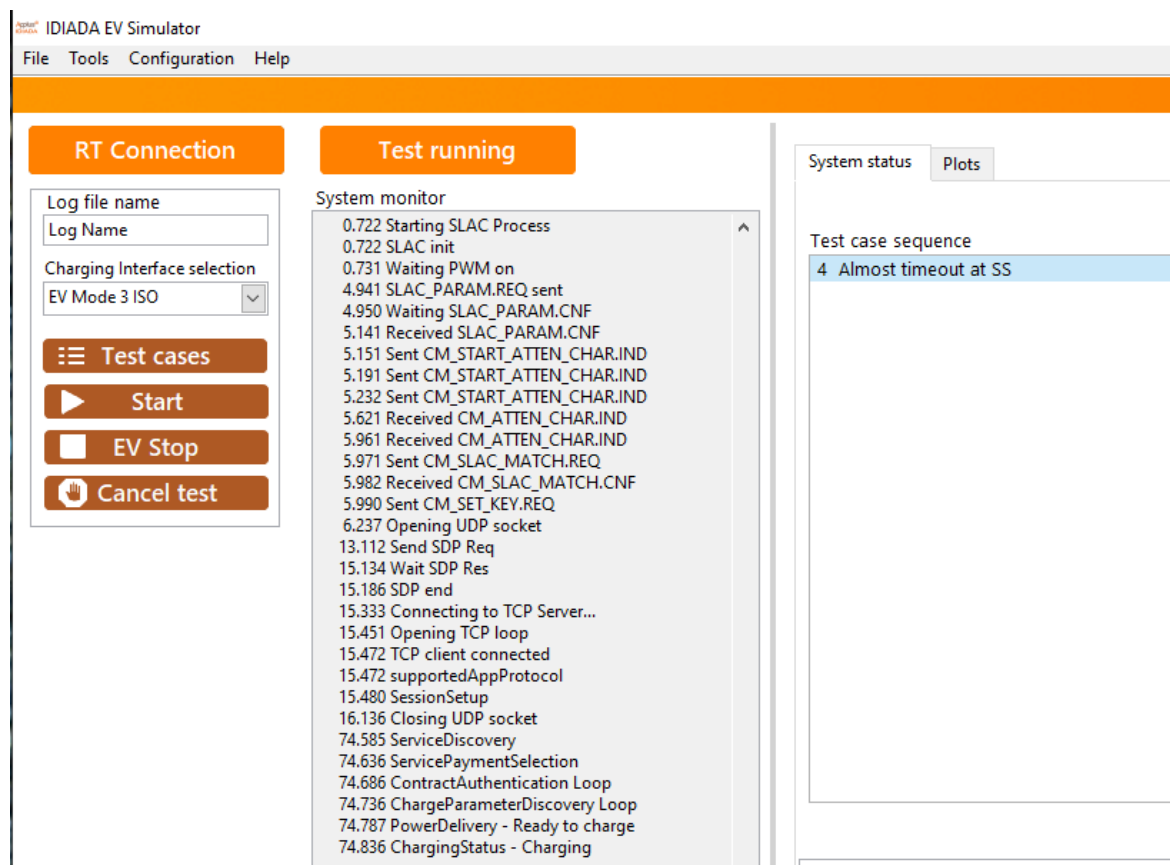 Applus+ IDIADA IDIADA EV Simulator
File Tools Configuration Help
RT Connection
Test running
Log file name
Log Name
Charging Interface selection
EV Mode 3 ISO
Test cases
Start
EV Stop
Cancel test
System monitor
0.722 Starting SLAC Process
0.722 SLAC init
0.731 Waiting PWM on
4.941 SLAC_PARAM.REQ sent
4.950 Waiting SLAC_PARAM.CNF
5.141 Received SLAC_PARAM.CNF
5.151 Sent CM_START_ATTEN_CHAR.IND
5.191 Sent CM_START_ATTEN_CHAR.IND
5.232 Sent CM_START_ATTEN_CHAR.IND
5.621 Received CM_ATTEN_CHAR.IND
5.961 Received CM_ATTEN_CHAR.IND
5.971 Sent CM_SLAC_MATCH.REQ
5.982 Received CM_SLAC_MATCH.CNF
5.990 Sent CM_SET_KEY.REQ
6.237 Opening UDP socket
13.112 Send SDP Req
15.134 Wait SDP Res
15.186 SDP end
15.333 Connecting to TCP Server...
15.451 Opening TCP loop
15.472 TCP client connected
15.472 supportedAppProtocol
15.480 SessionSetup
16.136 Closing UDP socket
74.585 ServiceDiscovery
74.636 ServicePaymentSelection
74.686 ContractAuthentication Loop
74.736 ChargeParameterDiscovery Loop
74.787 PowerDelivery - Ready to charge
74.836 ChargingStatus - Charging
System status
Plots
Test case sequence
4 Almost timeout at SS